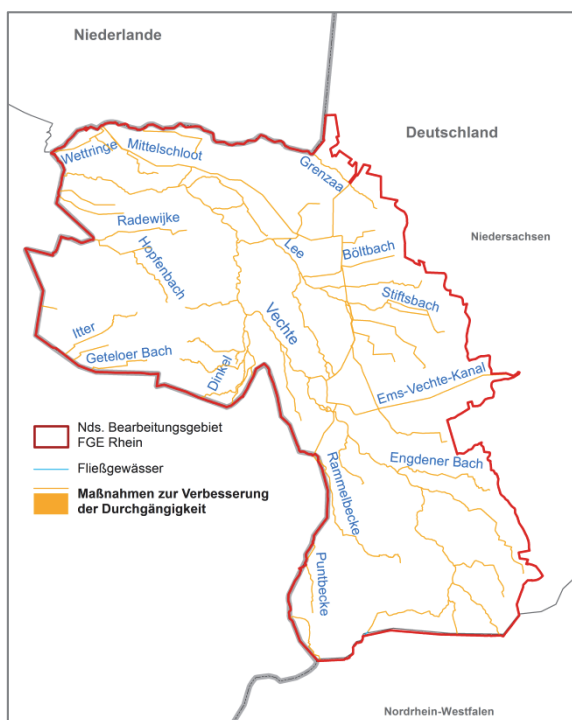 Niederlande
Deutschland
Wettringe
Mittelschloot
Grenzaa
Niedersachsen
Radewijke
Lee
Böltbach
Hopfenbach
Stiftsbach
Vechte
Itter
Geteloer Bach
Dinkel
Ems-Vechte-Kanal
Nds. Bearbeitungsgebiet
FGE Rhein
Fließgewässer
Maßnahmen zur Verbesserung
der Durchgängigkeit
Rammelbecke
Engdener Bach
Puntbecke
Nordrhein-Westfalen